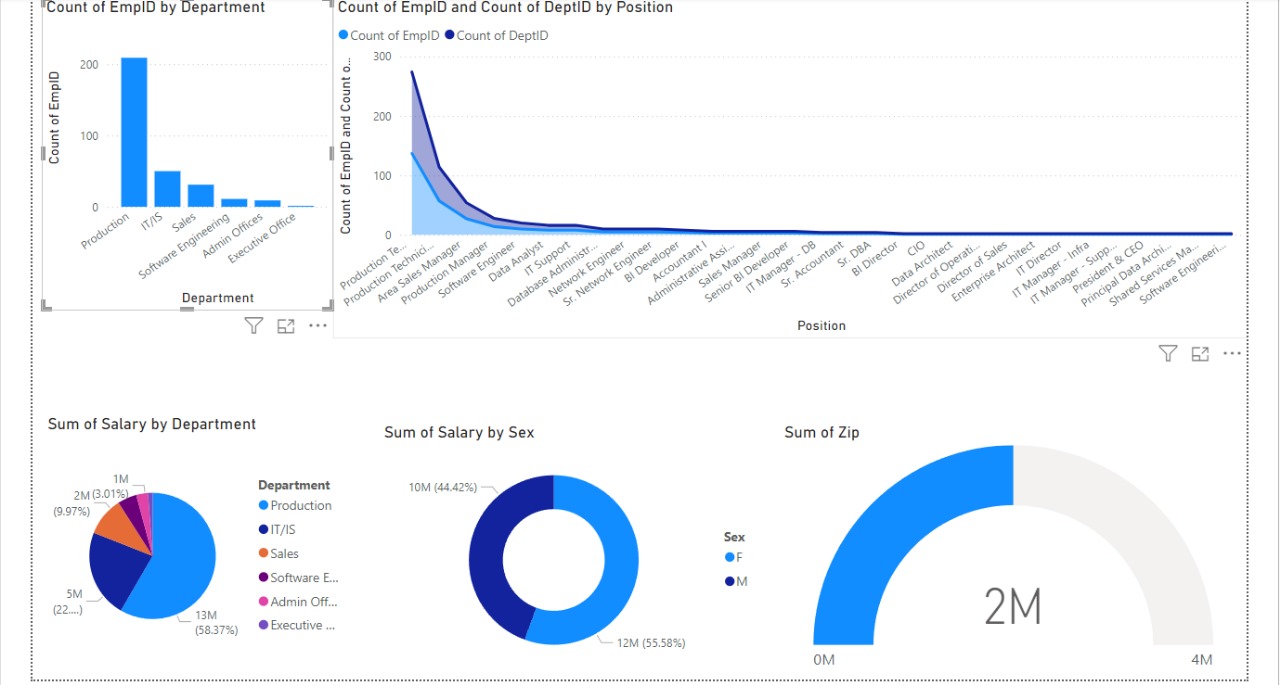 Count of EmpID by Department
Count of EmpID
200
100
0
Production
IT/IS
Sales
Software Engineering
Admin Offices
Executive Office
Department
Count of EmpID and Count of DeptID by Position
Count of EmpID
Count of DeptID
Count of EmpID and Count o...
300
200
100
0
Production Te...
Production Technici...
Area Sales Manager
Production Manager
Software Engineer
Data Analyst
IT Support
Database Administr...
Network Engineer
Sr. Network Engineer
BI Developer
Accountant I
Administrative Assi...
Sales Manager
Senior BI Developer
IT Manager - DB
Sr. Accountant
Sr. DBA
BI Director
CIO
Data Architect
Director of Operati...
Director of Sales
Enterprise Architect
IT Director
IT Manager - Infra
IT Manager - Supp...
President & CEO
Principal Data Archi...
Shared Services Ma...
Software Engineeri...
Position
Sum of Salary by Department
1M
(3.01%)
2M
(9.97%)
5M
(22....)
13M
(58.37%)
Department
Production
IT/IS
Sales
Software E...
Admin Off...
Executive ...
Sum of Salary by Sex
10M (44.42%)
12M (55.58%)
Sex
F
M
Sum of Zip
2M
0M
4M